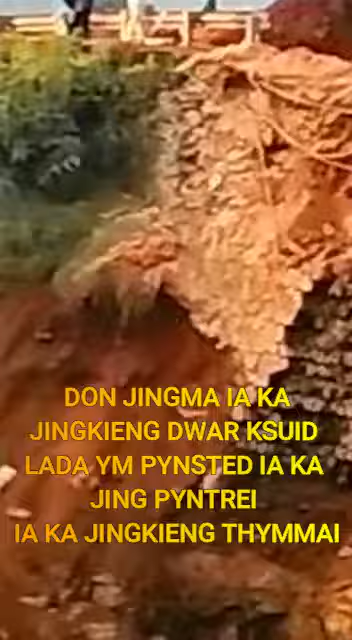 DON JINGMA IA KA
JINGKIENG DWAR KSUID
LADA YM PYNSTED IA KA
JING PYNTREI
IA KA JINGKIENG THYMMAI